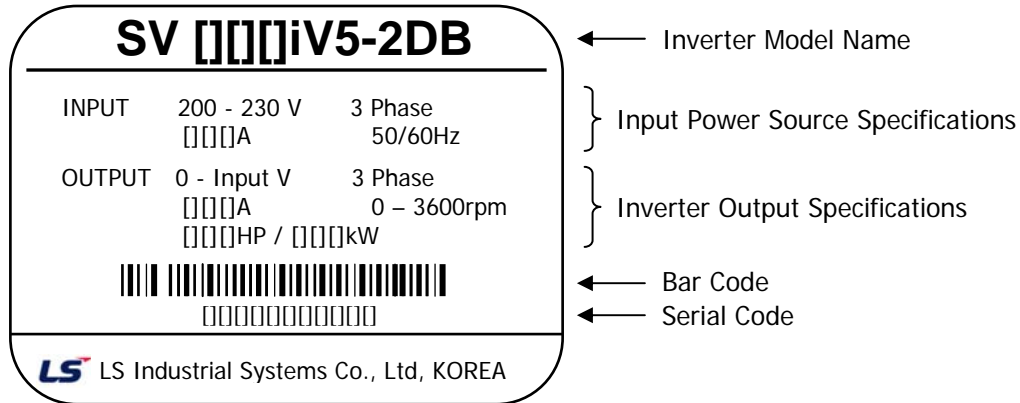 SV [][][]iV5-2DB
Inverter Model Name
INPUT 200 - 230 V 3 Phase
[][][]A 50/60Hz
Input Power Source Specifications
OUTPUT 0 - Input V 3 Phase
[][][]A 0 – 3600rpm
[][][]HP / [][][]kW
Inverter Output Specifications
Bar Code
[][][][][][][][][][][]
Serial Code
LS LS Industrial Systems Co., Ltd, KOREA